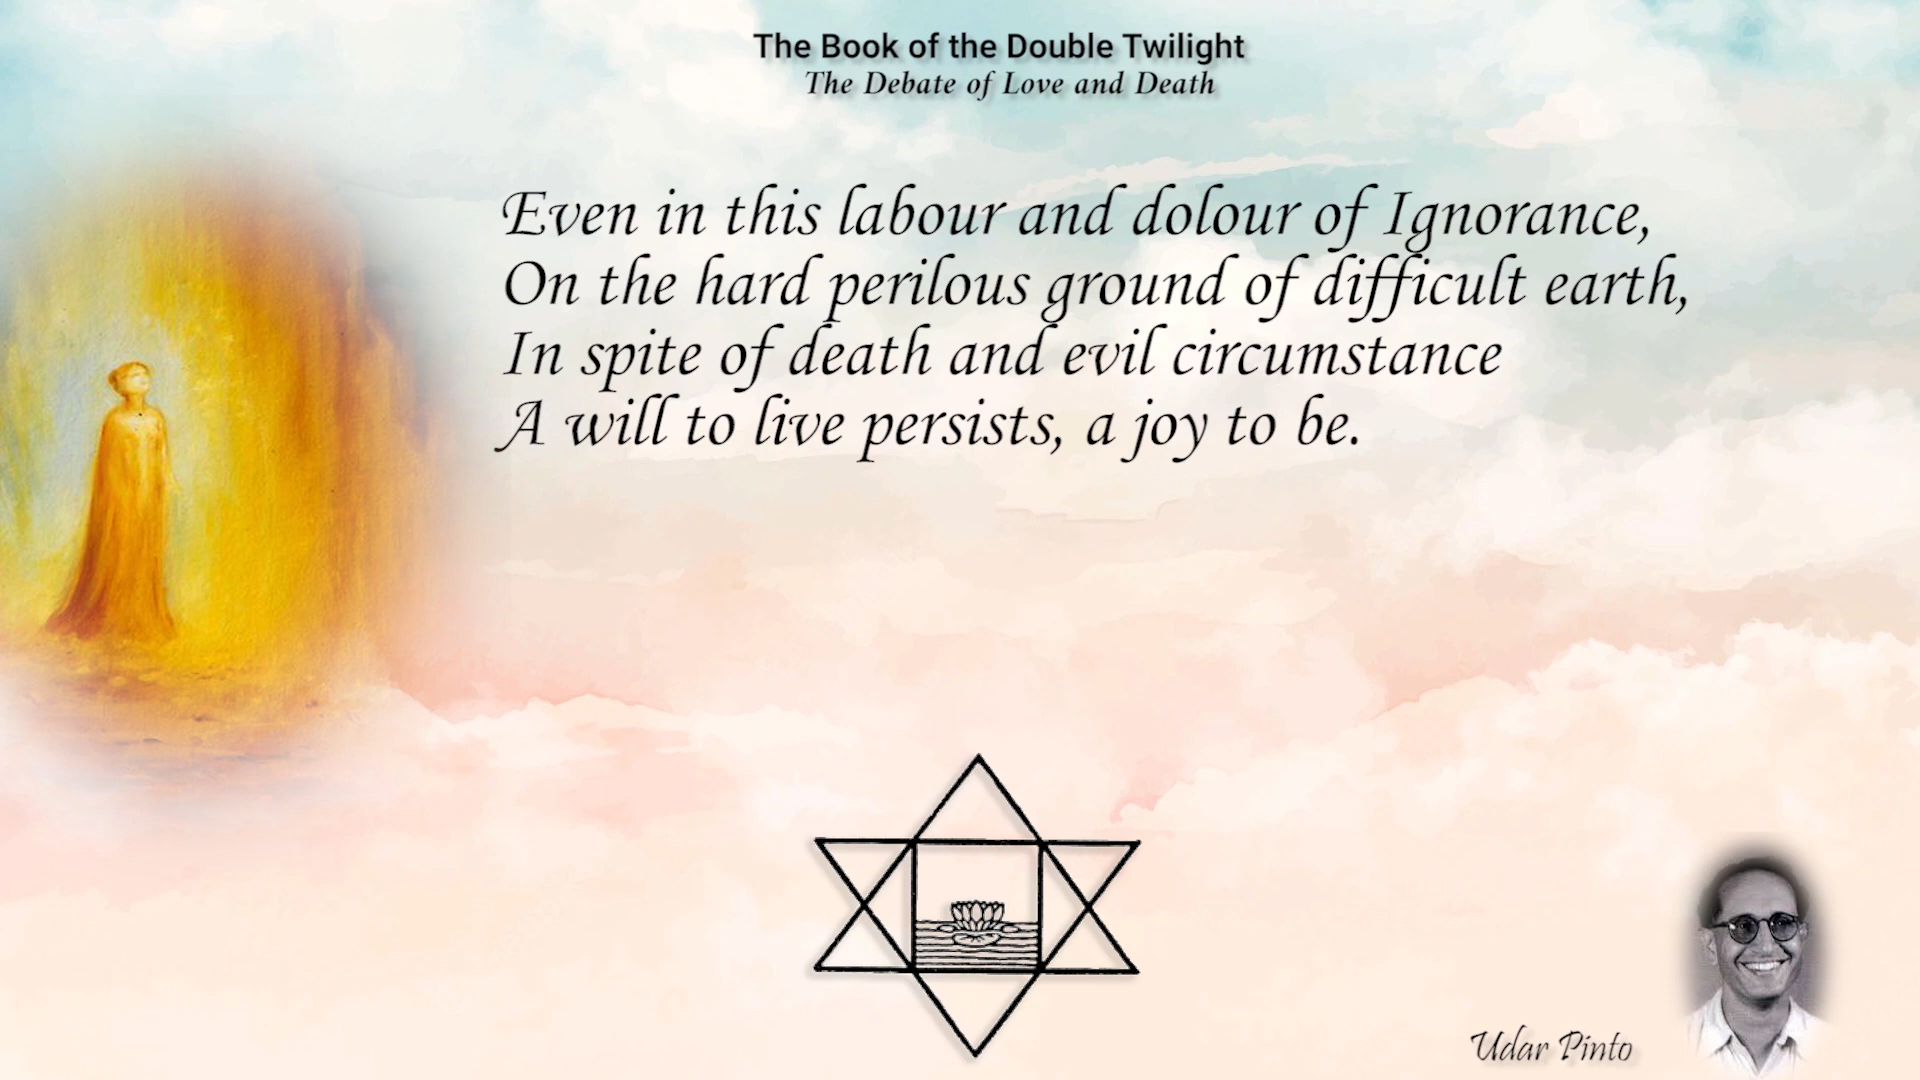 The Book of the Double Twilight
The Debate of Love and Death
Even in this labour and dolour of Ignorance,
On the hard perilous ground of difficult earth,
In spite of death and evil circumstance
A will to live persists, a joy to be.
Udar Pinto